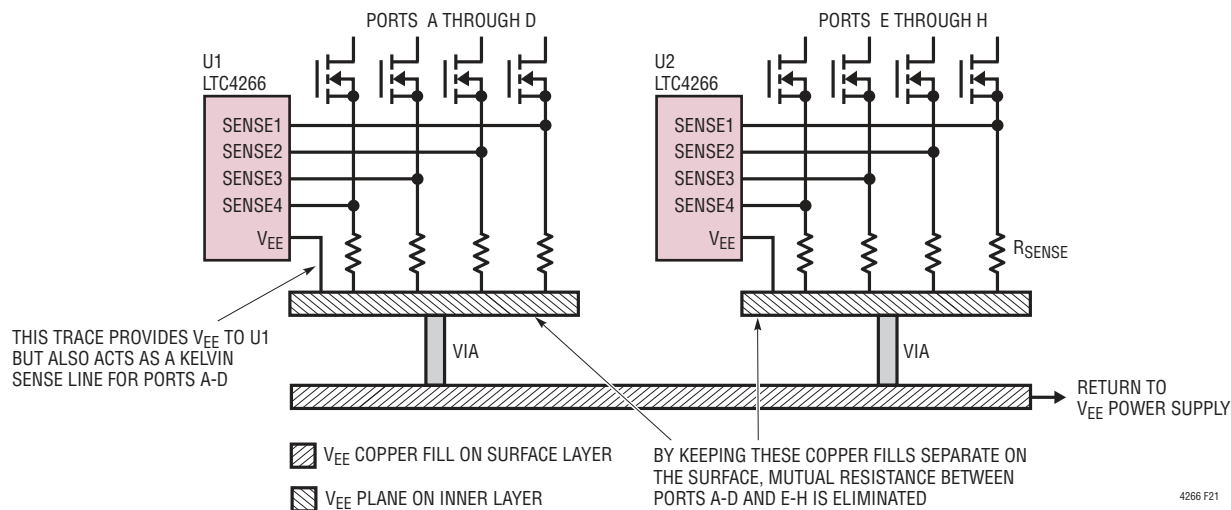 PORTS A THROUGH D
PORTS E THROUGH H
U1
LTC4266
SENSE1
SENSE2
SENSE3
SENSE4
VEE
U2
LTC4266
SENSE1
SENSE2
SENSE3
SENSE4
VEE
RSENSE
THIS TRACE PROVIDES VEE TO U1
BUT ALSO ACTS AS A KELVIN
SENSE LINE FOR PORTS A-D
VIA
VIA
RETURN TO
VEE POWER SUPPLY
VEE COPPER FILL ON SURFACE LAYER
VEE PLANE ON INNER LAYER
BY KEEPING THESE COPPER FILLS SEPARATE ON
THE SURFACE, MUTUAL RESISTANCE BETWEEN
PORTS A-D AND E-H IS ELIMINATED
4266 F21